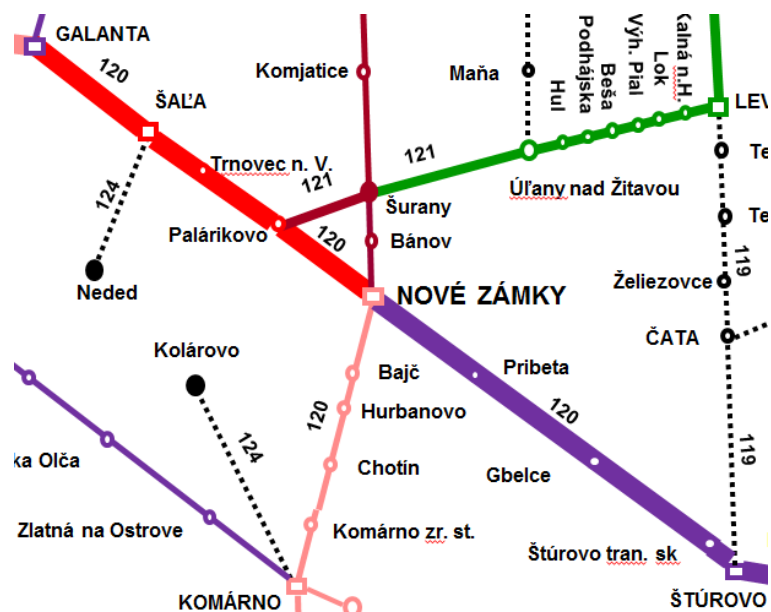 GALANTA
120
ŠAĽA
Komjatice
Maňa
Hul
Podhájska
Beša
Výh. Pial
Lok
Kalná n.H.
LEV
Te
Trnovec n. V.
121
121
124
Šurany
Úľany nad Žitavou
Palárikovo
120
Bánov
Te
119
Neded
NOVÉ ZÁMKY
Želiezovce
ČATA
Kolárovo
Bajč
Pribeta
120
Hurbanovo
120
124
Chotín
Gbelce
119
ka Olča
Zlatná na Ostrove
Komárno zr. st.
Štúrovo tran. sk
KOMÁRNO
ŠTÚROVO